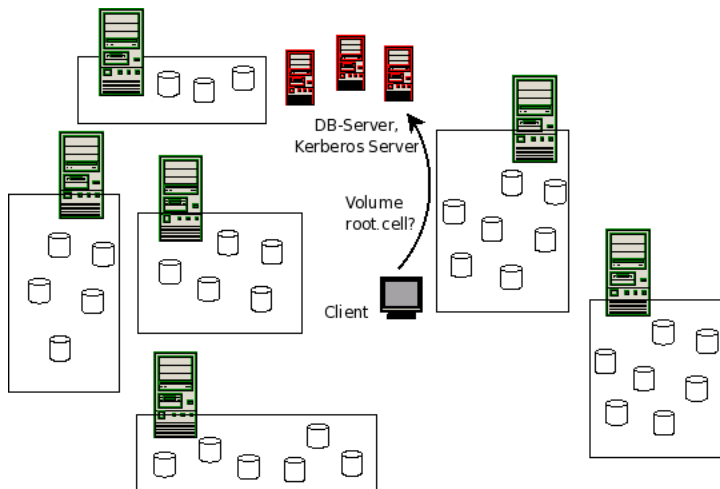 DB-Server,
Kerberos Server
Volume
root.cell?
Client